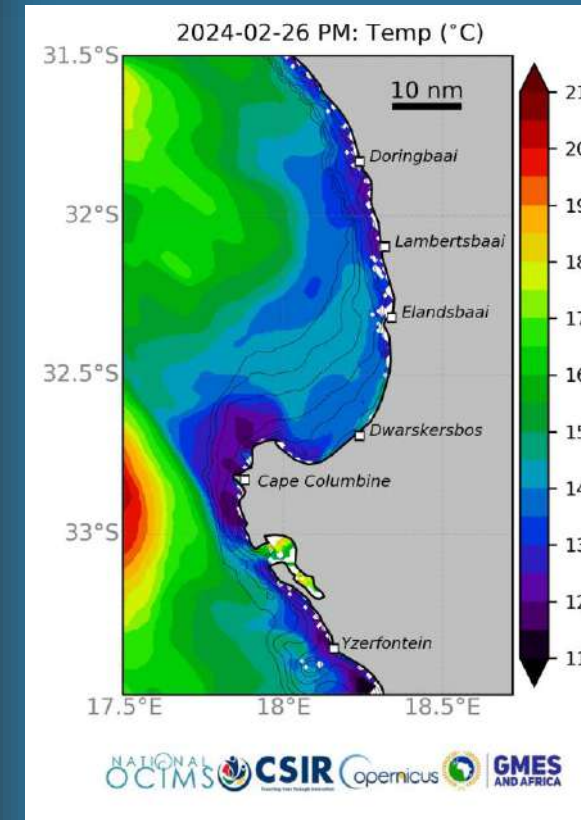 2024-02-26 PM: Temp (°C)
31.5°S
32°S
32.5°S
33°S
17.5°E
18°E
18.5°E
10 nm
Doringbaai
Lambertsbaai
Elandsbaai
Dwarskersbos
Cape Columbine
Yzerfontein
21
20
19
18
17
16
15
14
13
12
11
NATIONAL
OCIMS
CSIR
opernicus
GMES
AND AFRICA